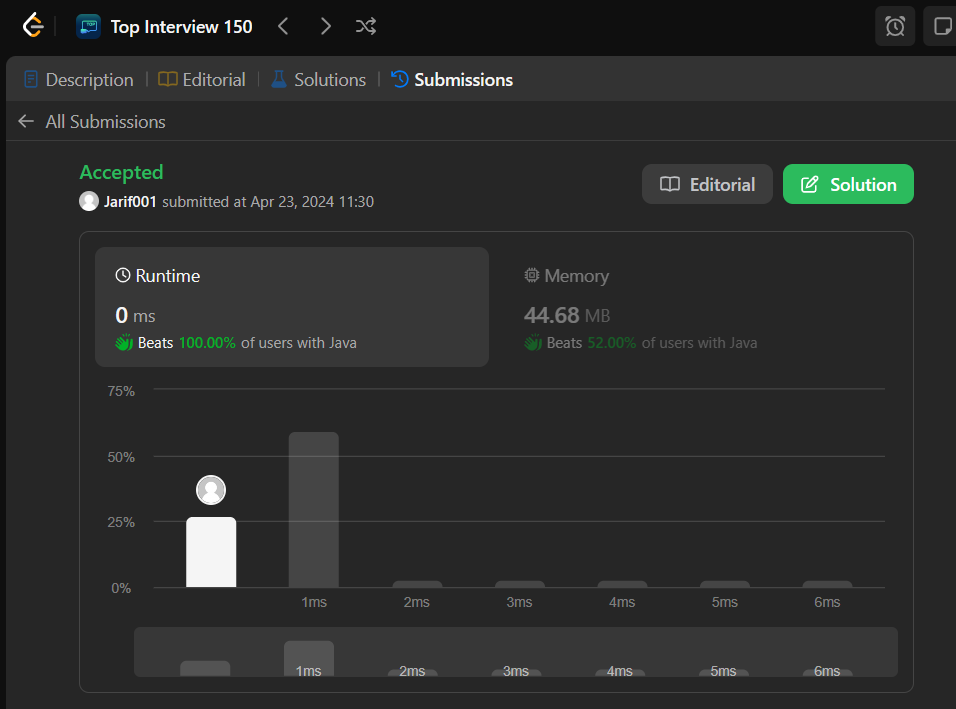 Top Interview 150
Description Editorial Solutions Submissions
All Submissions
Accepted
Jarif001 submitted at Apr 23, 2024 11:30
Editorial
Solution
Runtime
0 ms
Beats 100.00% of users with Java
Memory
44.68 MB
Beats 52.00% of users with Java
75%
50%
25%
0%
1ms 2ms 3ms 4ms 5ms 6ms
1ms 2ms 3ms 4ms 5ms 6ms